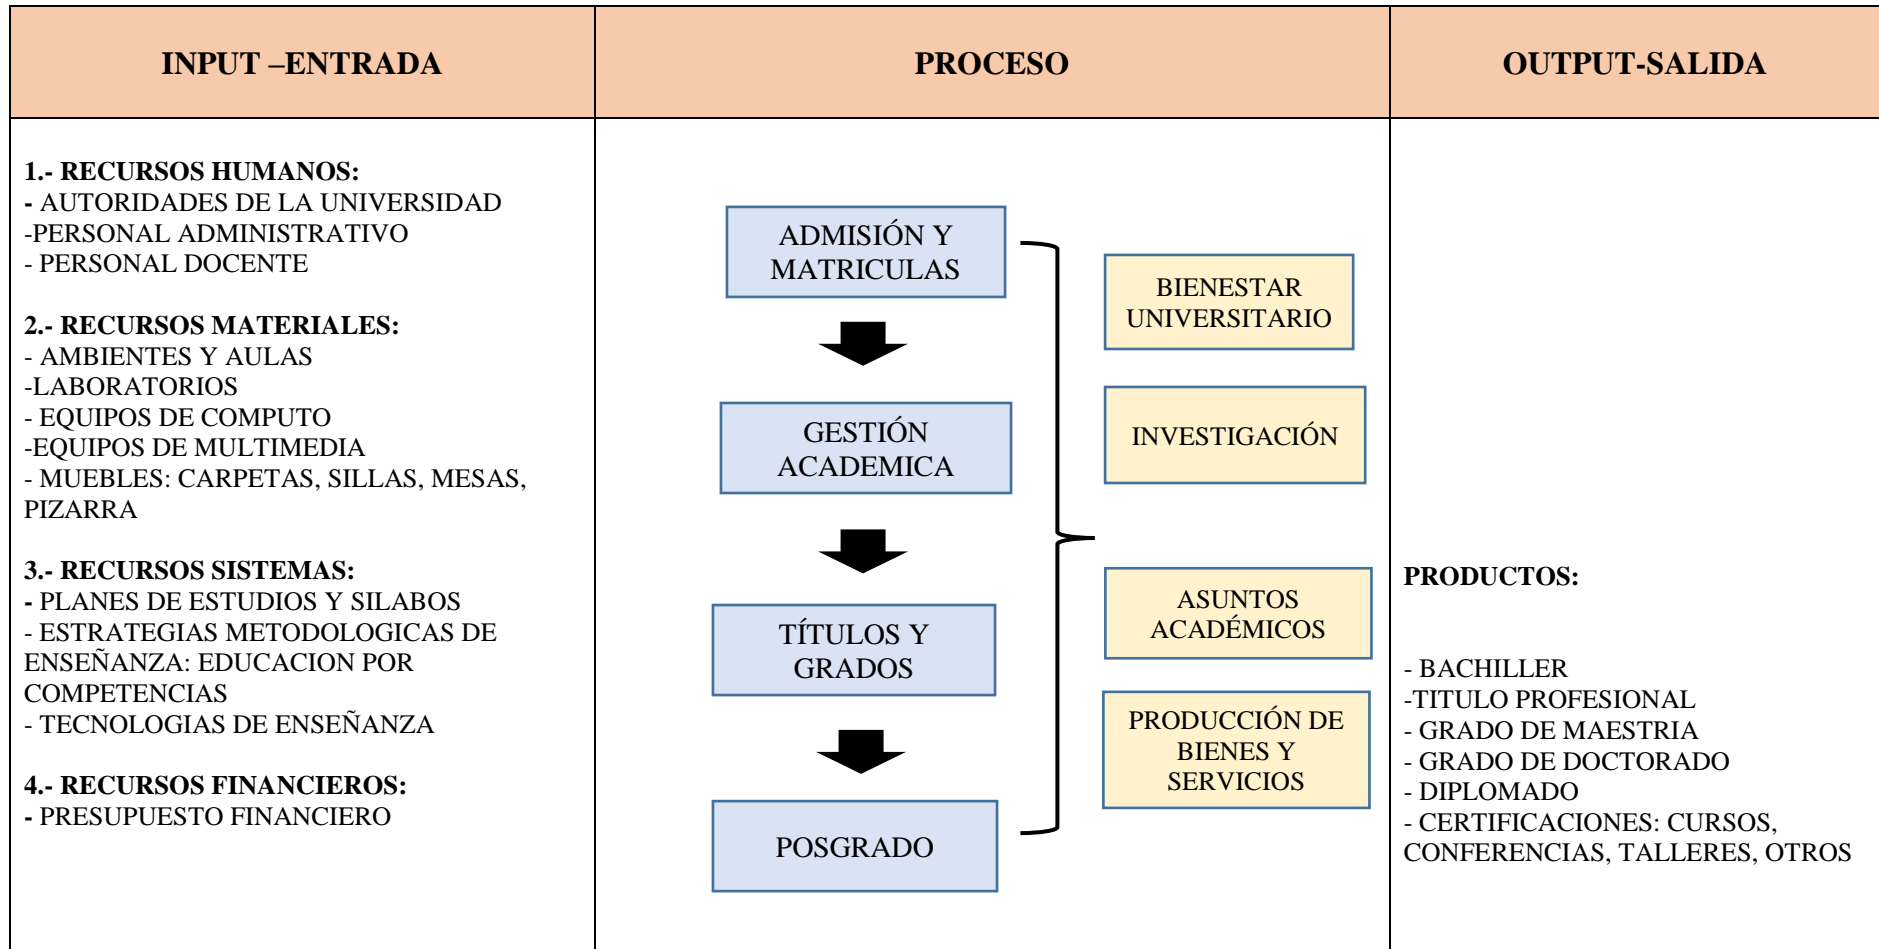 INPUT –ENTRADA
PROCESO
OUTPUT-SALIDA
1.- RECURSOS HUMANOS:
- AUTORIDADES DE LA UNIVERSIDAD
-PERSONAL ADMINISTRATIVO
- PERSONAL DOCENTE
2.- RECURSOS MATERIALES:
- AMBIENTES Y AULAS
-LABORATORIOS
- EQUIPOS DE COMPUTO
-EQUIPOS DE MULTIMEDIA
- MUEBLES: CARPETAS, SILLAS, MESAS,
PIZARRA
3.- RECURSOS SISTEMAS:
- PLANES DE ESTUDIOS Y SILABOS
- ESTRATEGIAS METODOLOGICAS DE
ENSEÑANZA: EDUCACION POR
COMPETENCIAS
- TECNOLOGIAS DE ENSEÑANZA
4.- RECURSOS FINANCIEROS:
- PRESUPUESTO FINANCIERO
ADMISIÓN Y
MATRICULAS
GESTIÓN
ACADEMICA
TÍTULOS Y
GRADOS
POSGRADO
BIENESTAR
UNIVERSITARIO
INVESTIGACIÓN
ASUNTOS
ACADÉMICOS
PRODUCCIÓN DE
BIENES Y
SERVICIOS
PRODUCTOS:
- BACHILLER
-TITULO PROFESIONAL
- GRADO DE MAESTRIA
- GRADO DE DOCTORADO
- DIPLOMADO
- CERTIFICACIONES: CURSOS,
CONFERENCIAS, TALLERES, OTROS